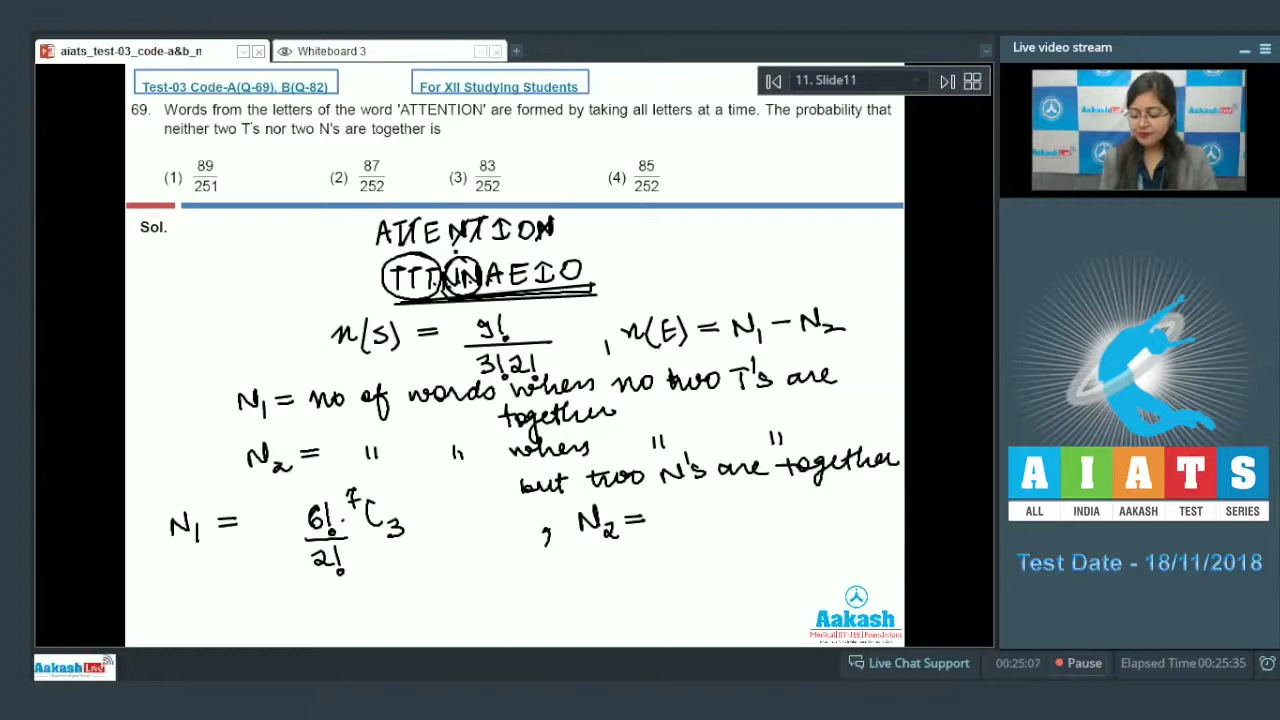 aiats_test-03_code-a&b_n
Whiteboard 3
Live video stream
Test-03 Code-A(Q-69), B(Q-82)
For XII Studying Students
11. Slide11
69. Words from the letters of the word 'ATTENTION' are formed by taking all letters at a time. The probability that
neither two T's nor two N's are together is
(1) 89/251 (2) 87/252 (3) 83/252 (4) 85/252
Sol.
ATTENTION
TTT NN A E I O
n(S) = 9!/3!2! , n(E) = N₁ − N₂
N₁ = no of words where no two T's are
together
N₂ = " " where " "
but two N's are together
N₁ = 6!/2! · ⁷C₃ , N₂ =
Aakash
Medical|IIT-JEE|Foundations
Aakash Live
Live Chat Support
00:25:07
Pause
Elapsed Time 00:25:35
Aakash
AIATS
ALL INDIA AAKASH TEST SERIES
Test Date - 18/11/2018